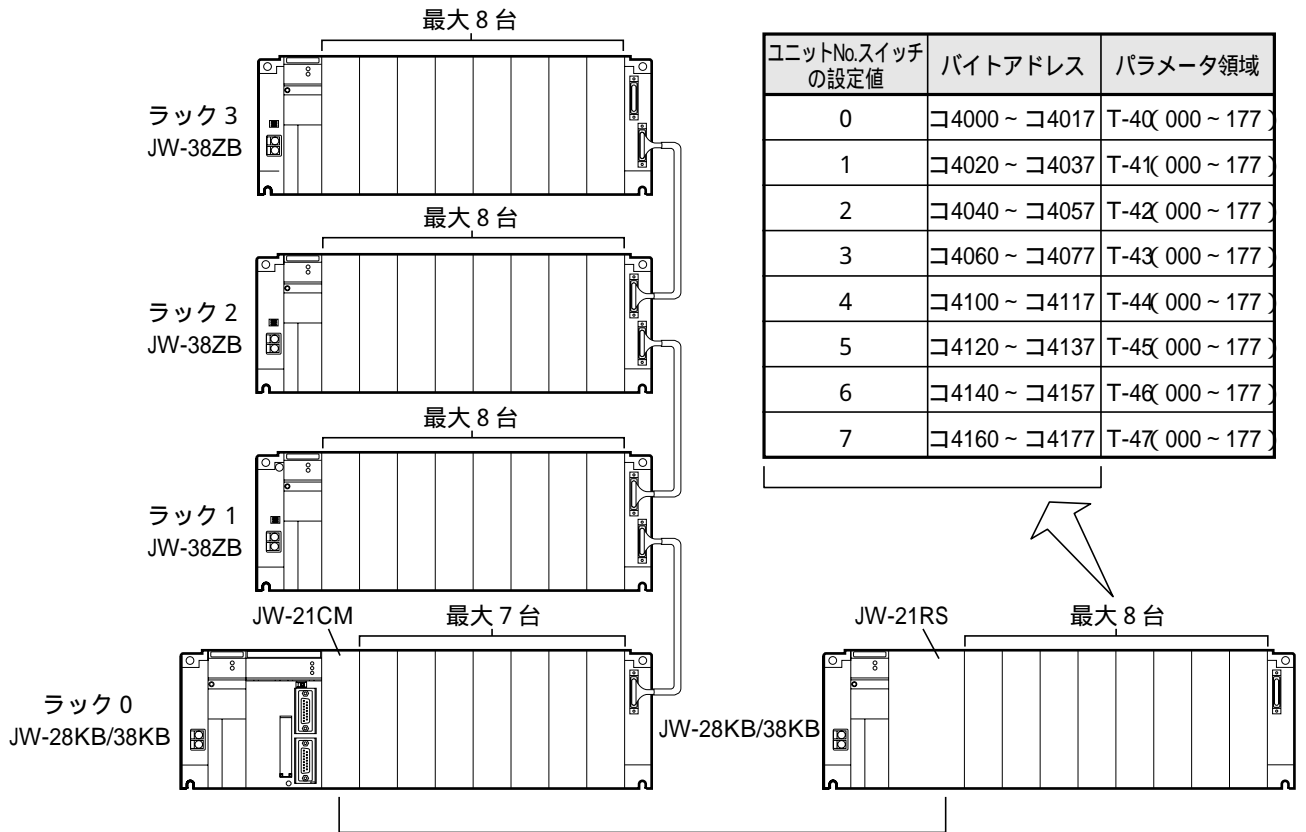 最大 8 台
ラック 3
JW-38ZB
最大 8 台
ラック 2
JW-38ZB
最大 8 台
ラック 1
JW-38ZB
JW-21CM
最大 7 台
ラック 0
JW-28KB/38KB
ユニットNo.スイッチの設定値 バイトアドレス パラメータ領域
0 コ4000 ~ コ4017 T-40( 000 ~ 177 )
1 コ4020 ~ コ4037 T-41( 000 ~ 177 )
2 コ4040 ~ コ4057 T-42( 000 ~ 177 )
3 コ4060 ~ コ4077 T-43( 000 ~ 177 )
4 コ4100 ~ コ4117 T-44( 000 ~ 177 )
5 コ4120 ~ コ4137 T-45( 000 ~ 177 )
6 コ4140 ~ コ4157 T-46( 000 ~ 177 )
7 コ4160 ~ コ4177 T-47( 000 ~ 177 )
JW-21RS
最大 8 台
JW-28KB/38KB